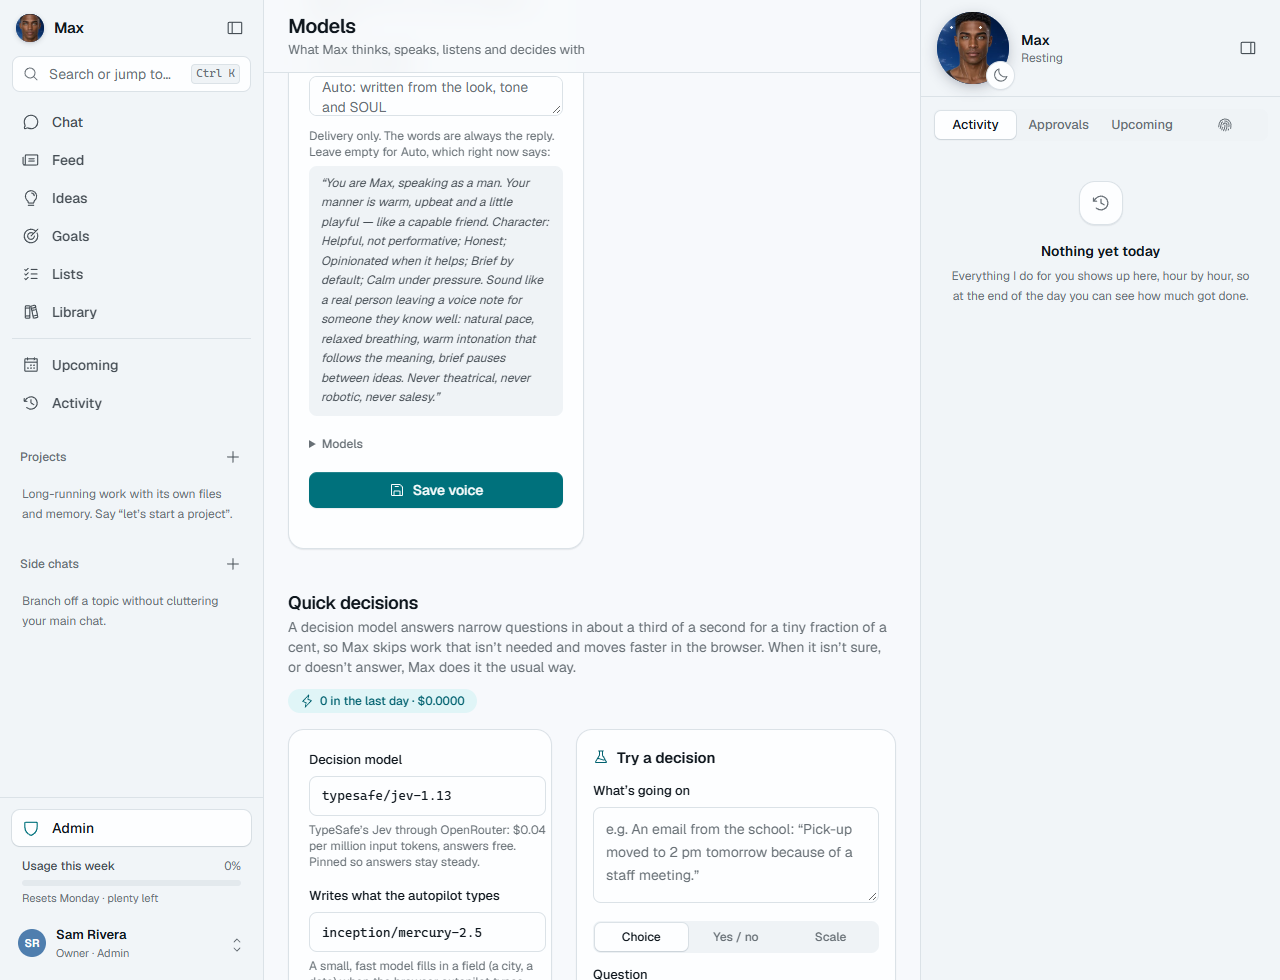 Max
Search or jump to...
Ctrl K
Chat
Feed
Ideas
Goals
Lists
Library
Upcoming
Activity
Projects
Long-running work with its own files
and memory. Say “let’s start a project”.
Side chats
Branch off a topic without cluttering
your main chat.
Admin
Usage this week
0%
Resets Monday · plenty left
SR
Sam Rivera
Owner · Admin
Models
What Max thinks, speaks, listens and decides with
Auto: written from the look, tone
and SOUL
Delivery only. The words are always the reply.
Leave empty for Auto, which right now says:
“You are Max, speaking as a man. Your
manner is warm, upbeat and a little
playful — like a capable friend. Character:
Helpful, not performative; Honest;
Opinionated when it helps; Brief by
default; Calm under pressure. Sound like
a real person leaving a voice note for
someone they know well: natural pace,
relaxed breathing, warm intonation that
follows the meaning, brief pauses
between ideas. Never theatrical, never
robotic, never salesy.”
Models
Save voice
Quick decisions
A decision model answers narrow questions in about a third of a second for a tiny fraction of a
cent, so Max skips work that isn’t needed and moves faster in the browser. When it isn’t sure,
or doesn’t answer, Max does it the usual way.
0 in the last day · $0.0000
Decision model
typesafe/jev-1.13
TypeSafe’s Jev through OpenRouter: $0.04
per million input tokens, answers free.
Pinned so answers stay steady.
Writes what the autopilot types
inception/mercury-2.5
A small, fast model fills in a field (a city, a
Try a decision
What’s going on
e.g. An email from the school: “Pick-up
moved to 2 pm tomorrow because of a
staff meeting.”
Choice
Yes / no
Scale
Question
Max
Resting
Activity
Approvals
Upcoming
Nothing yet today
Everything I do for you shows up here, hour by hour, so
at the end of the day you can see how much got done.